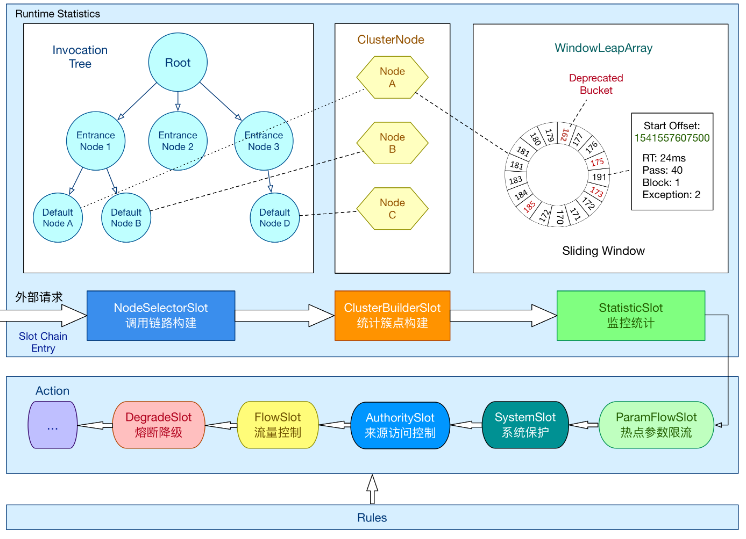 Runtime Statistics
Invocation
Tree
Root
Entrance
Node 1
Entrance
Node 2
Entrance
Node 3
Default
Node A
Default
Node B
Default
Node D
ClusterNode
Node
A
Node
B
Node
C
WindowLeapArray
Deprecated
Bucket
162
177
176
175
191
173
172
171
170
172
185
184
183
181
181
180
179
Start Offset:
1541557607500
RT: 24ms
Pass: 40
Block: 1
Exception: 2
Sliding Window
外部请求
Slot Chain
Entry
NodeSelectorSlot
调用链路构建
ClusterBuilderSlot
统计簇点构建
StatisticSlot
监控统计
Action
...
DegradeSlot
熔断降级
FlowSlot
流量控制
AuthoritySlot
来源访问控制
SystemSlot
系统保护
ParamFlowSlot
热点参数限流
Rules